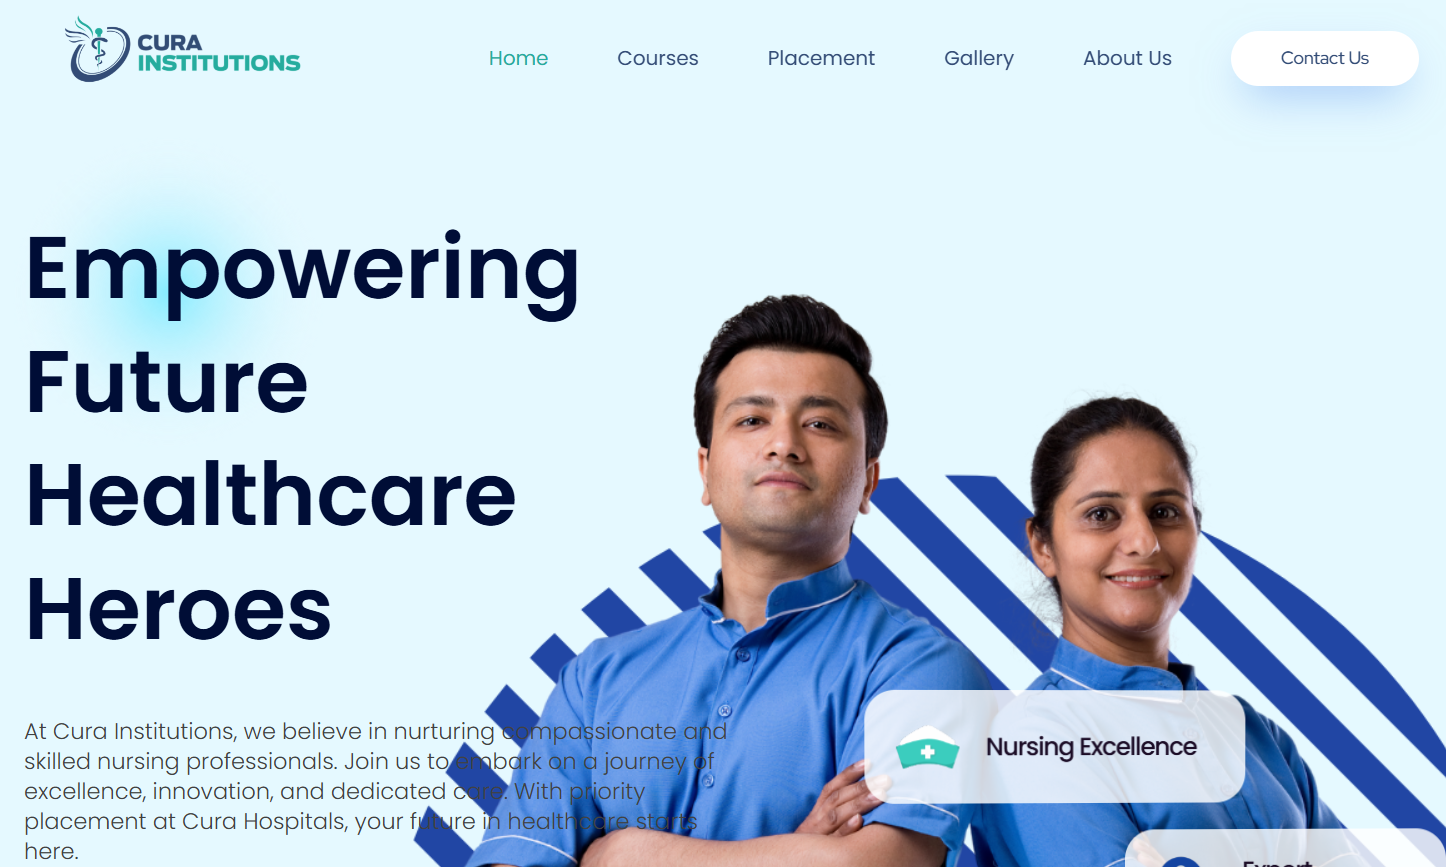 CURA
INSTITUTIONS
Home
Courses
Placement
Gallery
About Us
Contact Us
Empowering
Future
Healthcare
Heroes
At Cura Institutions, we believe in nurturing compassionate and
skilled nursing professionals. Join us to embark on a journey of
excellence, innovation, and dedicated care. With priority
placement at Cura Hospitals, your future in healthcare starts
here.
Nursing Excellence
Expert